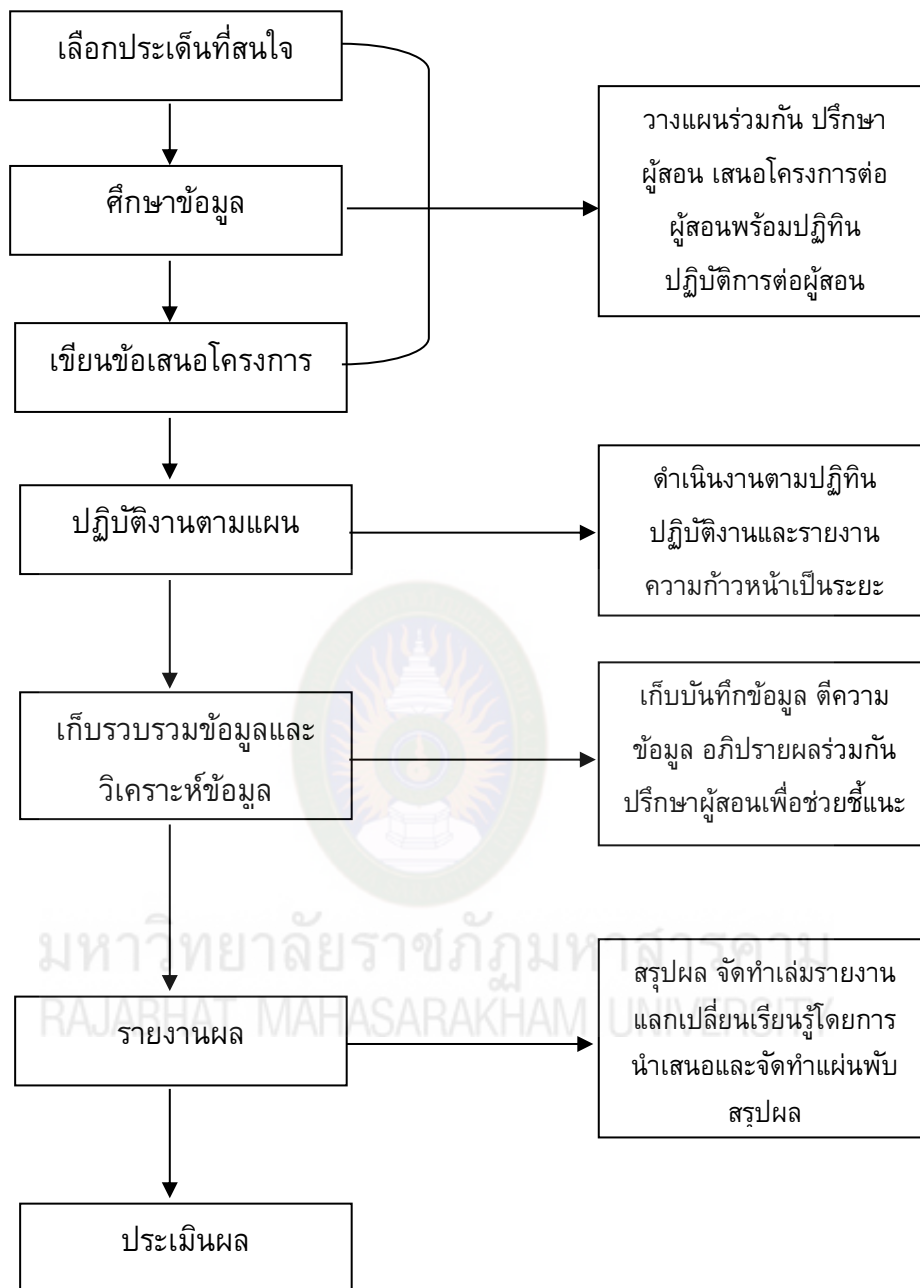 เลือกประเด็นที่สนใจ
ศึกษาข้อมูล
วางแผนร่วมกัน ปรึกษา
ผู้สอน เสนอโครงการต่อ
ผู้สอนพร้อมปฏิทิน
ปฏิบัติการต่อผู้สอน
เขียนข้อเสนอโครงการ
ปฏิบัติงานตามแผน
ดำเนินงานตามปฏิทิน
ปฏิบัติงานและรายงาน
ความก้าวหน้าเป็นระยะ
เก็บรวบรวมข้อมูลและ
วิเคราะห์ข้อมูล
เก็บบันทึกข้อมูล ตีความ
ข้อมูล อภิปรายผลร่วมกัน
ปรึกษาผู้สอนเพื่อช่วยชี้แนะ
มหาวิทยาลัยราชภัฏมหาสารคาม
RAJABHAT MAHASARAKHAM UNIVERSITY
รายงานผล
สรุปผล จัดทำเล่มรายงาน
แลกเปลี่ยนเรียนรู้โดยการ
นำเสนอและจัดทำแผ่นพับ
สรุปผล
ประเมินผล